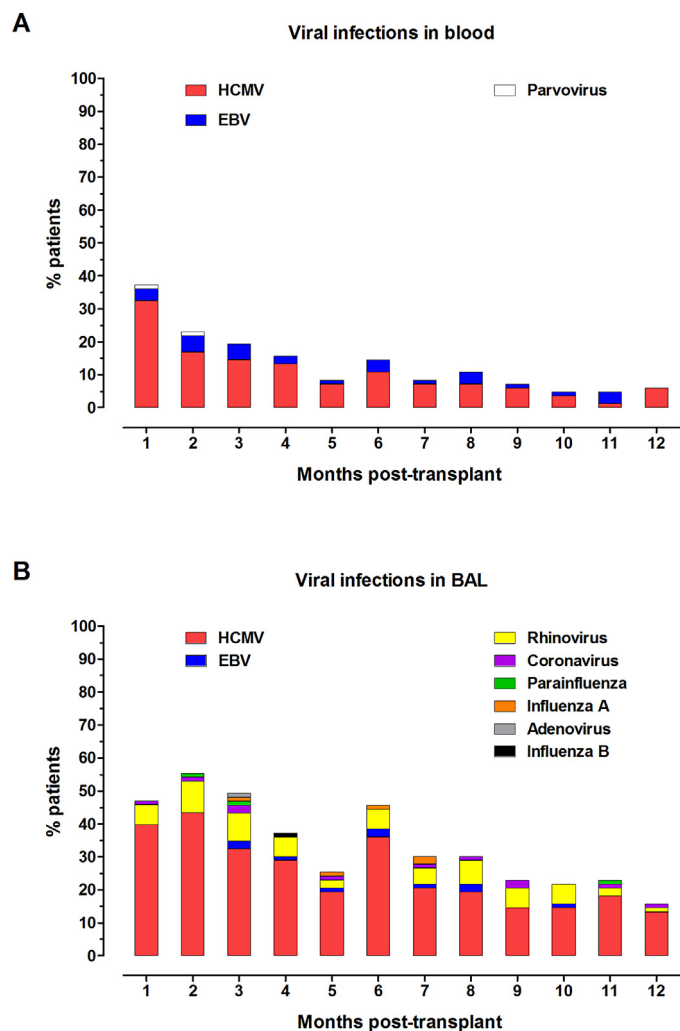 A
Viral infections in blood
HCMV
EBV
Parvovirus
% patients
100
90
80
70
60
50
40
30
20
10
0
1 2 3 4 5 6 7 8 9 10 11 12
Months post-transplant
B
Viral infections in BAL
HCMV
EBV
Rhinovirus
Coronavirus
Parainfluenza
Influenza A
Adenovirus
Influenza B
% patients
100
90
80
70
60
50
40
30
20
10
0
1 2 3 4 5 6 7 8 9 10 11 12
Months post-transplant